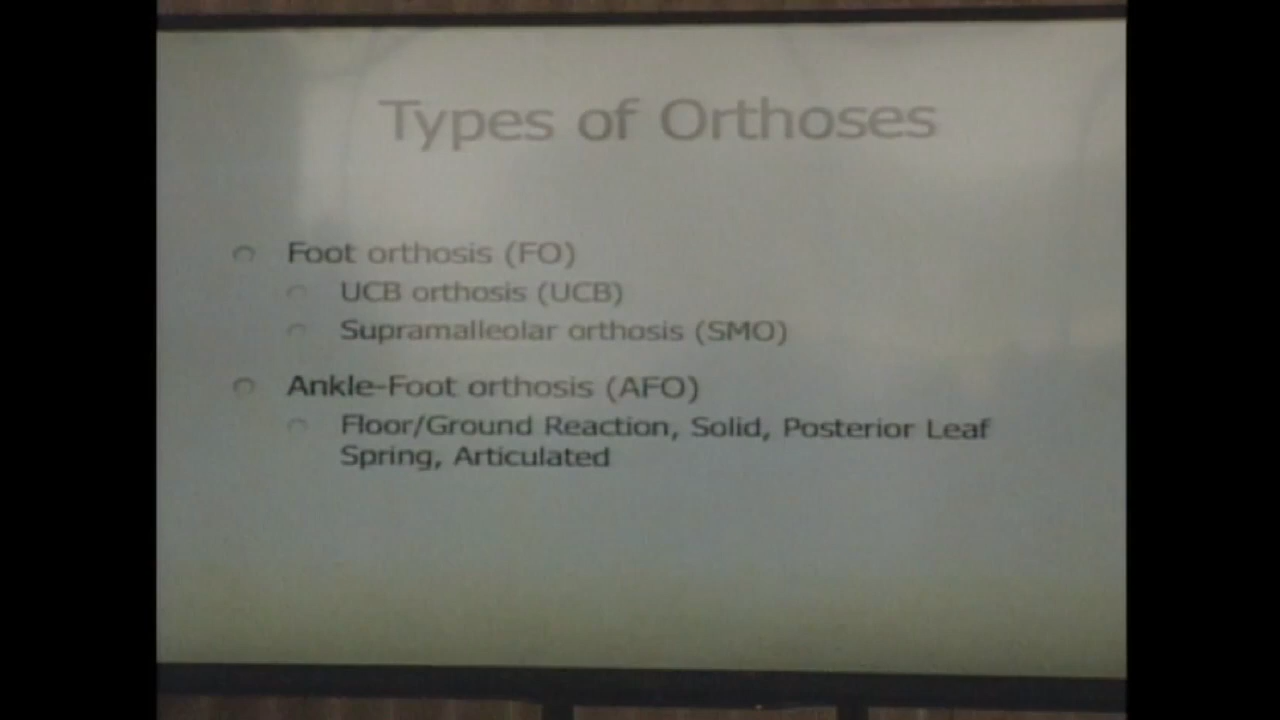 Types of Orthoses
Foot orthosis (FO)
UCB orthosis (UCB)
Supramalleolar orthosis (SMO)
Ankle-Foot orthosis (AFO)
Floor/Ground Reaction, Solid, Posterior Leaf
Spring, Articulated